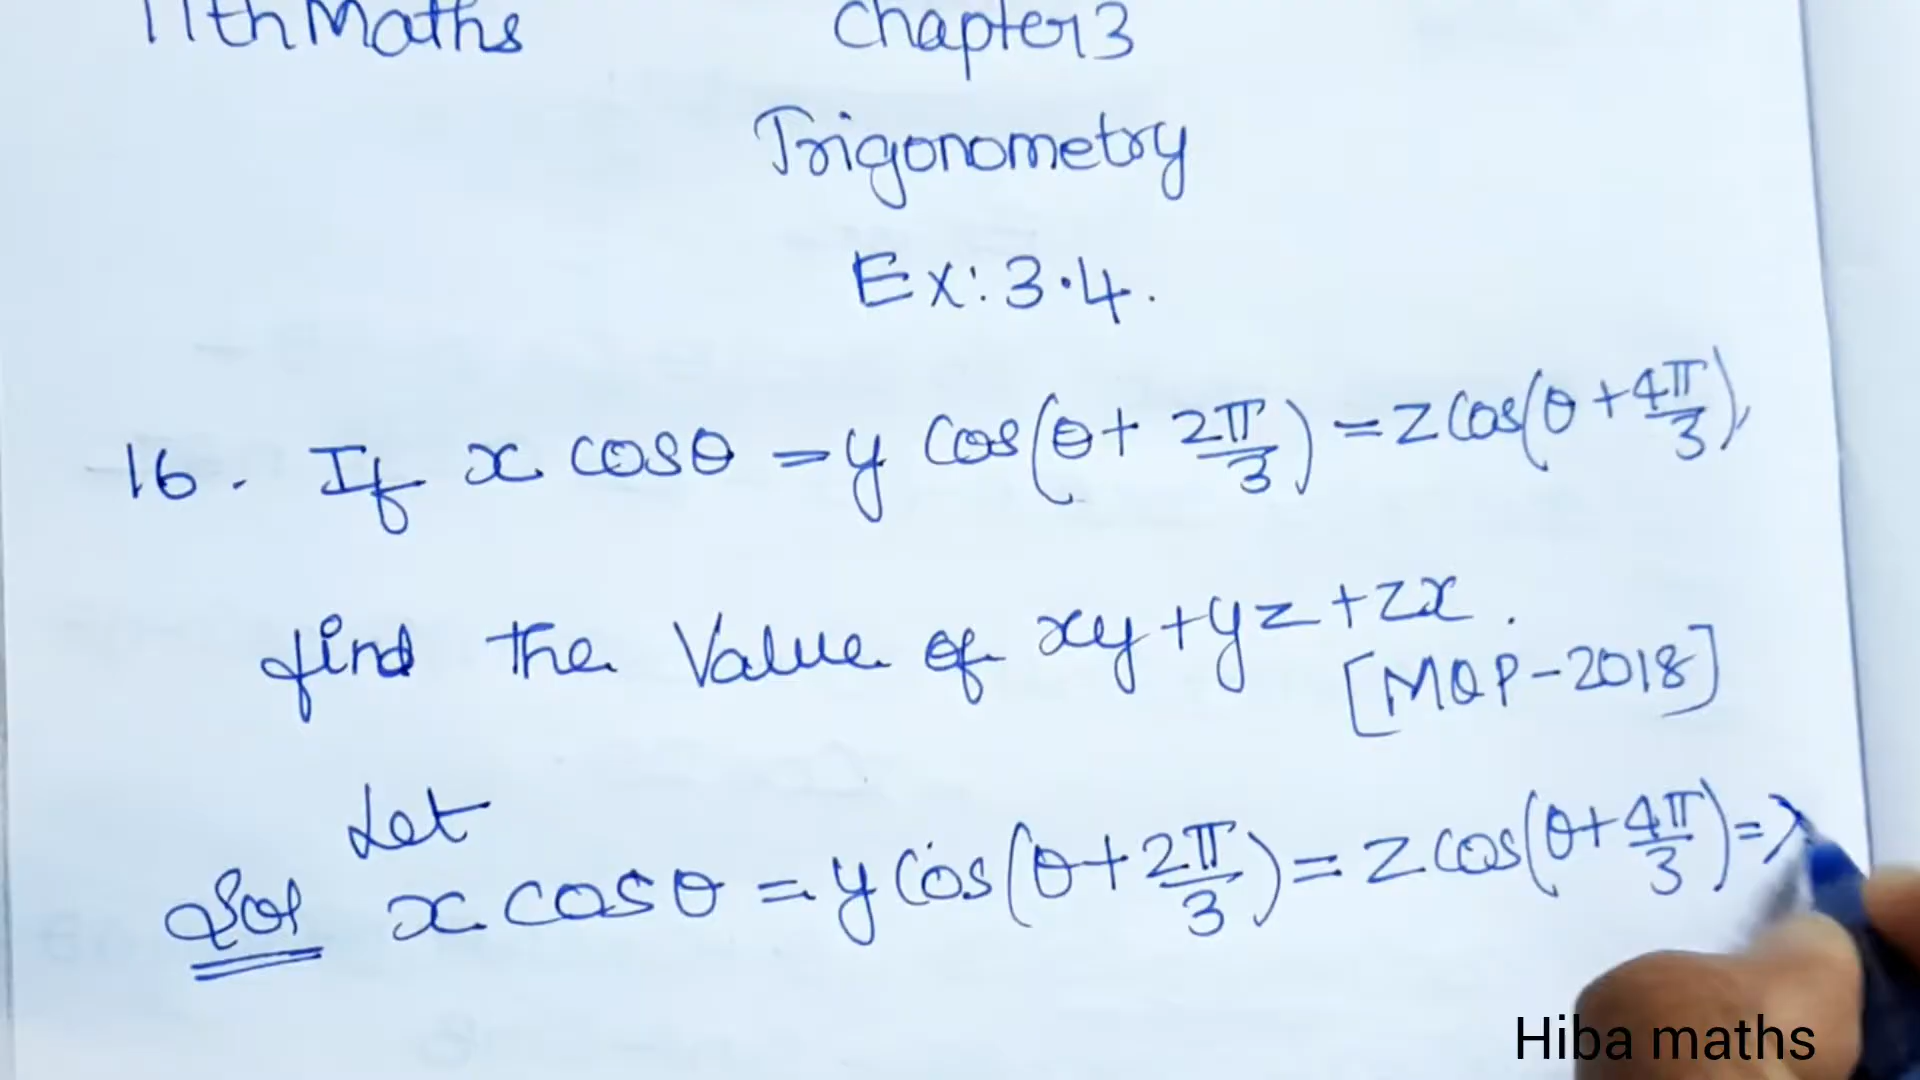 11th Maths Chapter 3
Trigonometry
Ex: 3.4.
16. If x cosθ = y cos(θ + 2π/3) = z cos(θ + 4π/3),
find the value of xy + yz + zx.
[MQP-2018]
Let
Sol x cosθ = y cos(θ + 2π/3) = z cos(θ + 4π/3) = λ
Hiba maths